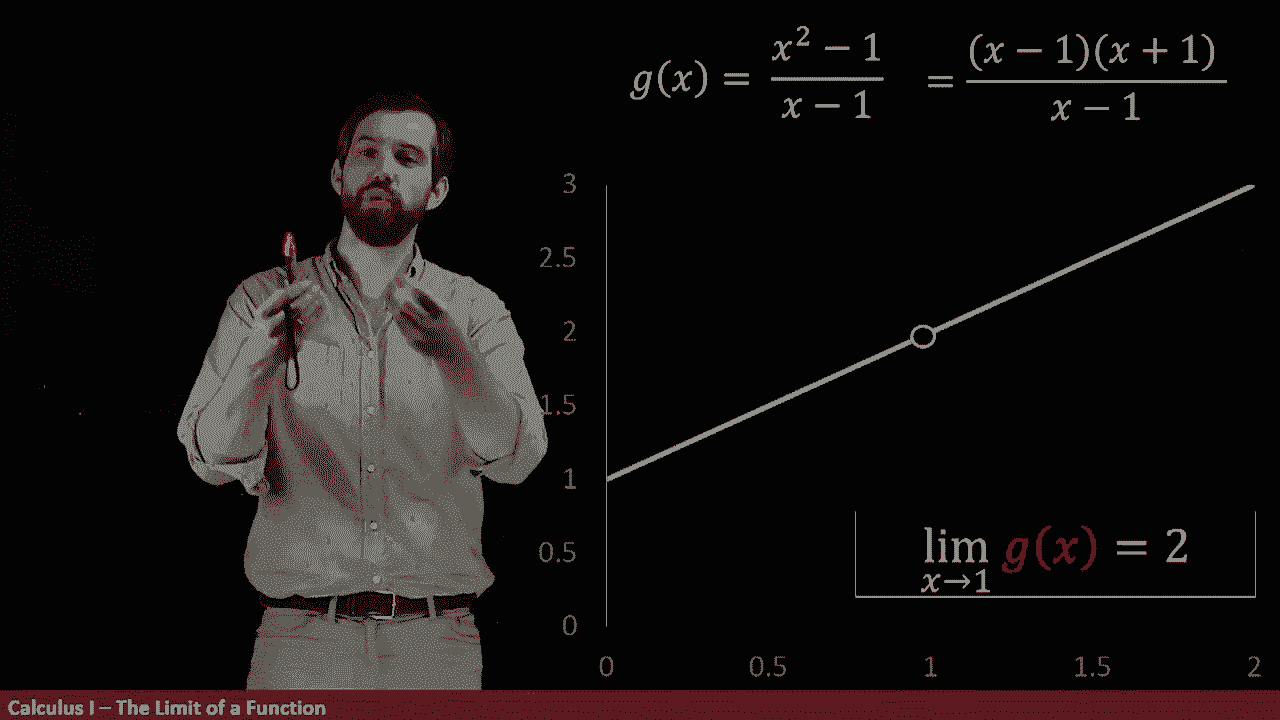 g(x) = (x² − 1)/(x − 1) = ((x − 1)(x + 1))/(x − 1)
3
2.5
2
1.5
1
0.5
0
lim x→1 g(x) = 2
0 0.5 1 1.5 2
Calculus I – The Limit of a Function